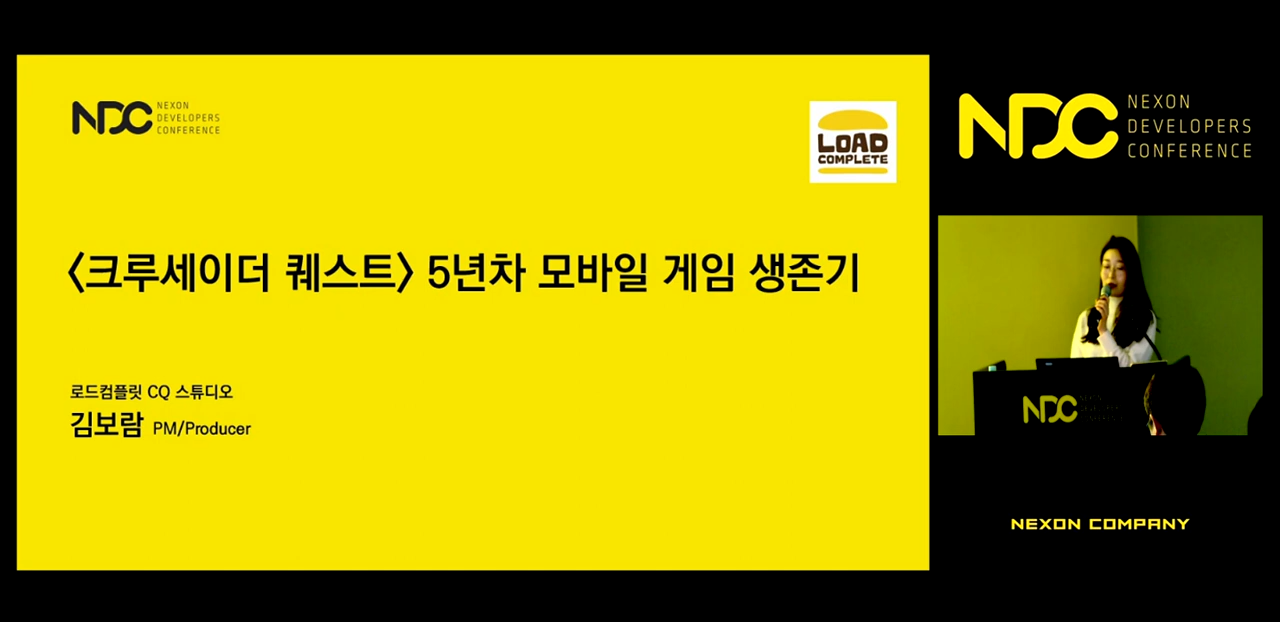 NDC NEXON
DEVELOPERS
CONFERENCE
LOAD
COMPLETE
<크루세이더 퀘스트> 5년차 모바일 게임 생존기
로드컴플릿 CQ 스튜디오
김보람 PM/Producer
NDC NEXON
DEVELOPERS
CONFERENCE
NDC NEXON
NEXON COMPANY